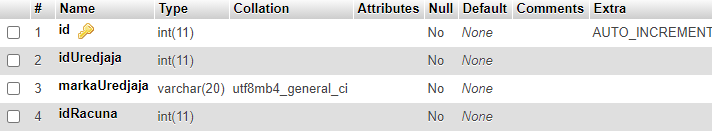 # Name Type Collation Attributes Null Default Comments Extra
1 id int(11) No None AUTO_INCREMENT
2 idUredjaja int(11) No None
3 markaUredjaja varchar(20) utf8mb4_general_ci No None
4 idRacuna int(11) No None